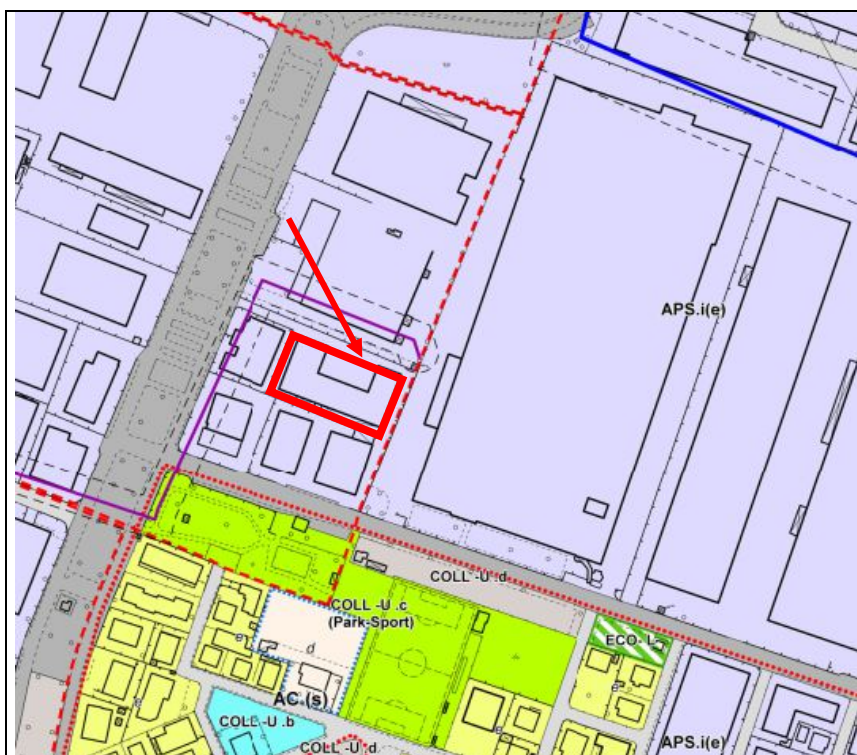 APS.i(e)
COLL -U .d
COLL -U .c
(Park-Sport)
ECO- L
d
e
e
AC.(s)
e
COLL -U .b
e
APS.i(e)
COLL -U .d